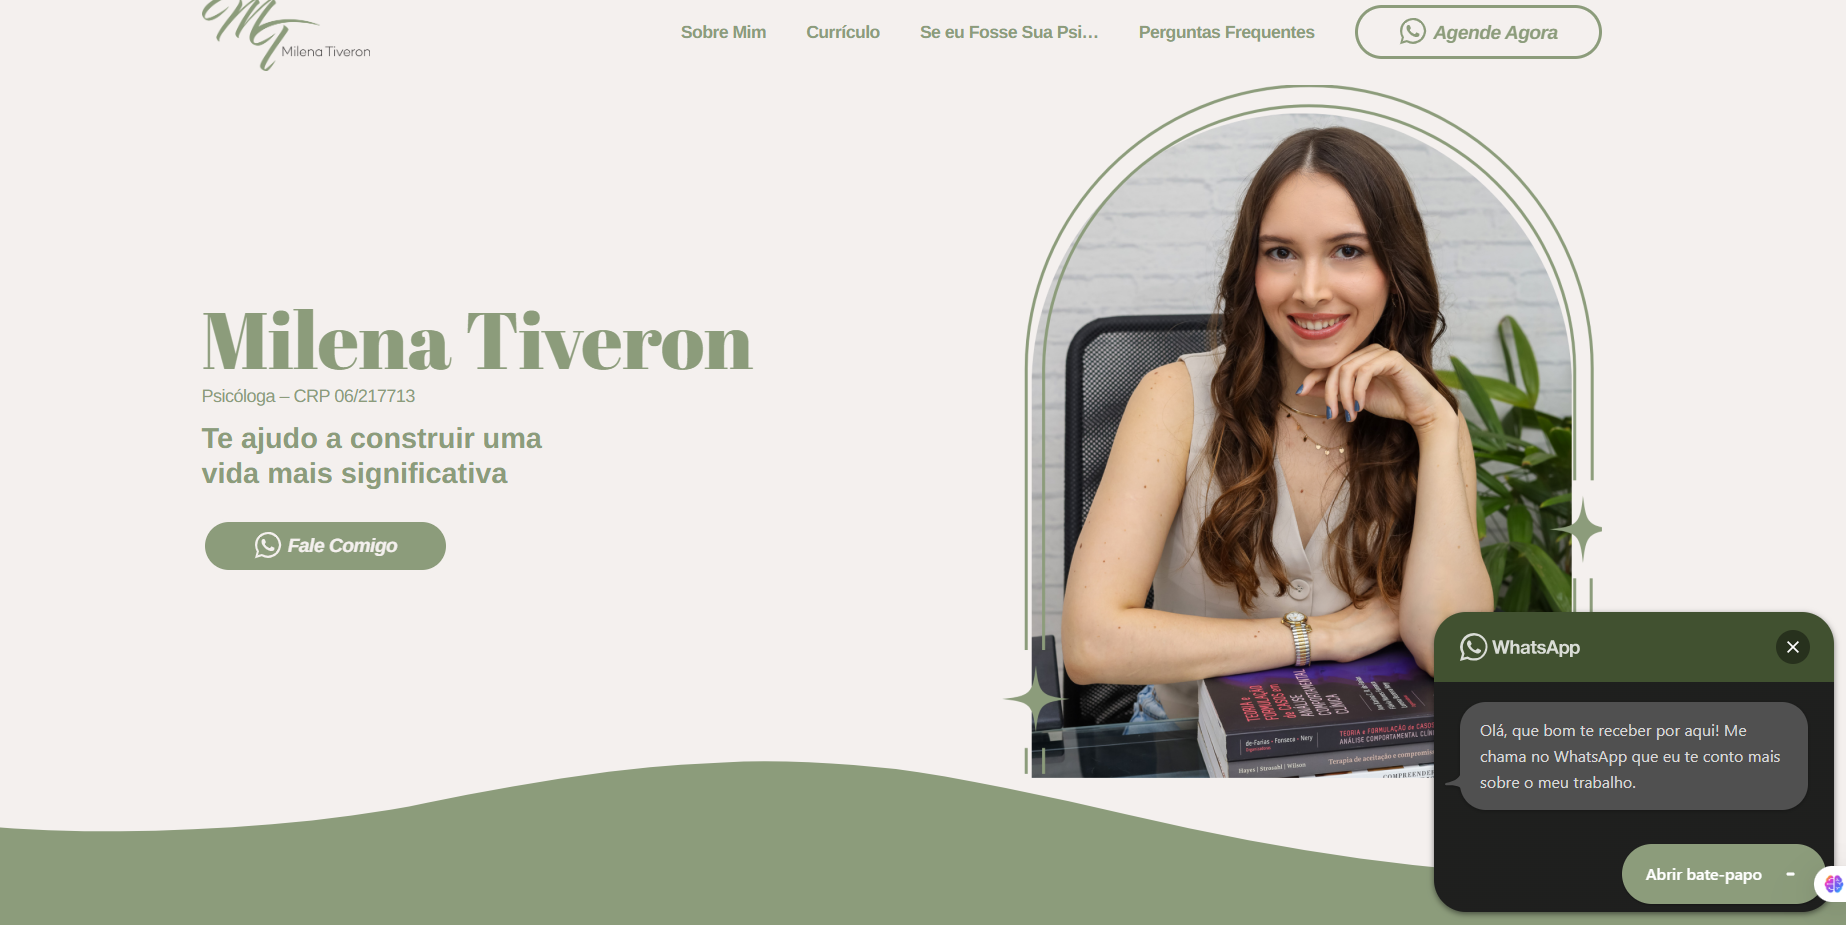 Milena Tiveron
Sobre Mim
Currículo
Se eu Fosse Sua Psi...
Perguntas Frequentes
Agende Agora
Milena Tiveron
Psicóloga – CRP 06/217713
Te ajudo a construir uma
vida mais significativa
Fale Comigo
TEORIA e
FORMULAÇÃO
de CASOS em
ANÁLISE
COMPORTAMENTAL
CLÍNICA
TEORIA e FORMULAÇÃO de CASOS
ANÁLISE COMPORTAMENTAL CLÍN
de-Farias - Fonseca - Nery
Hayes | Strosahl | Wilson
Terapia de aceitação e compromis
COMPREENDER
WhatsApp
Olá, que bom te receber por aqui! Me
chama no WhatsApp que eu te conto mais
sobre o meu trabalho.
Abrir bate-papo